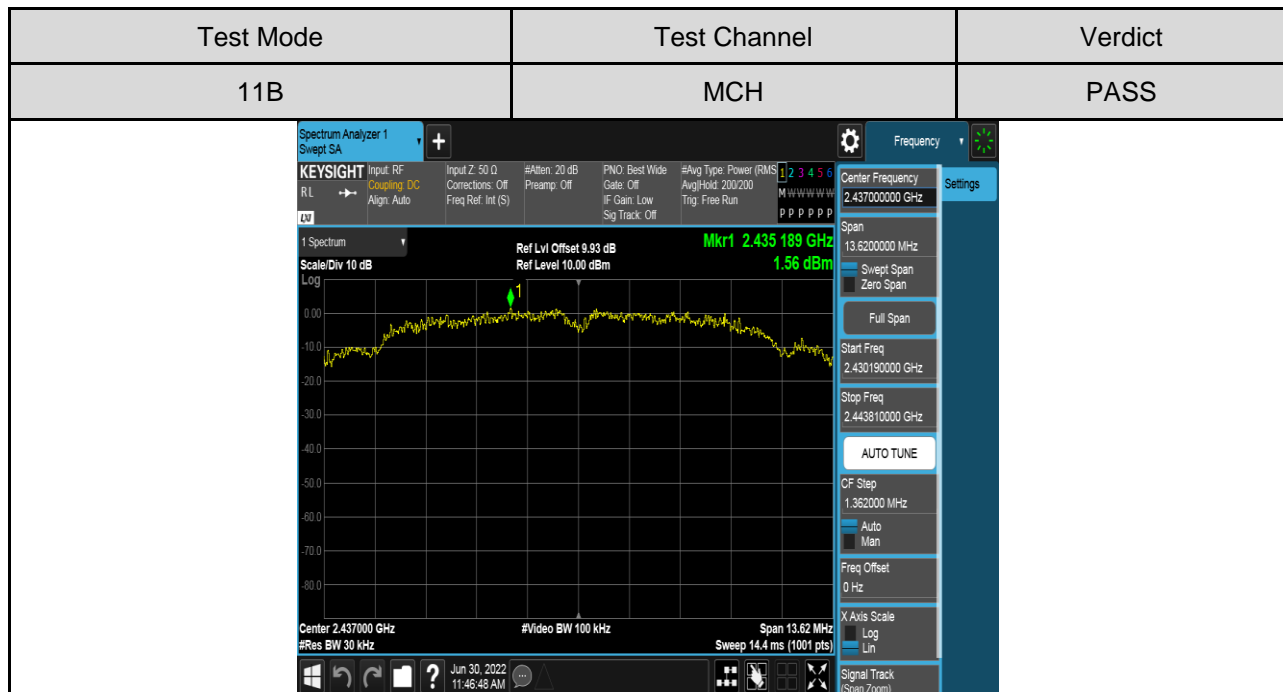 Test Mode Test Channel Verdict
11B MCH PASS
Spectrum Analyzer 1
Swept SA
+
Frequency
KEYSIGHT
RL
LXI
Input: RF
Coupling: DC
Align: Auto
Input Z: 50 Ω
Corrections: Off
Freq Ref: Int (S)
#Atten: 20 dB
Preamp: Off
PNO: Best Wide
Gate: Off
IF Gain: Low
Sig Track: Off
#Avg Type: Power (RMS
Avg|Hold: 200/200
Trig: Free Run
1 2 3 4 5 6
M W W W W W
P P P P P P
1 Spectrum
Scale/Div 10 dB
Log
Ref Lvl Offset 9.93 dB
Ref Level 10.00 dBm
Mkr1 2.435 189 GHz
1.56 dBm
1
0.00
-10.0
-20.0
-30.0
-40.0
-50.0
-60.0
-70.0
-80.0
Center 2.437000 GHz
#Res BW 30 kHz
#Video BW 100 kHz
Span 13.62 MHz
Sweep 14.4 ms (1001 pts)
?
Jun 30, 2022
11:46:48 AM
Center Frequency
2.437000000 GHz
Span
13.6200000 MHz
Swept Span
Zero Span
Full Span
Start Freq
2.430190000 GHz
Stop Freq
2.443810000 GHz
AUTO TUNE
CF Step
1.362000 MHz
Auto
Man
Freq Offset
0 Hz
X Axis Scale
Log
Lin
Signal Track
(Span Zoom)
Settings